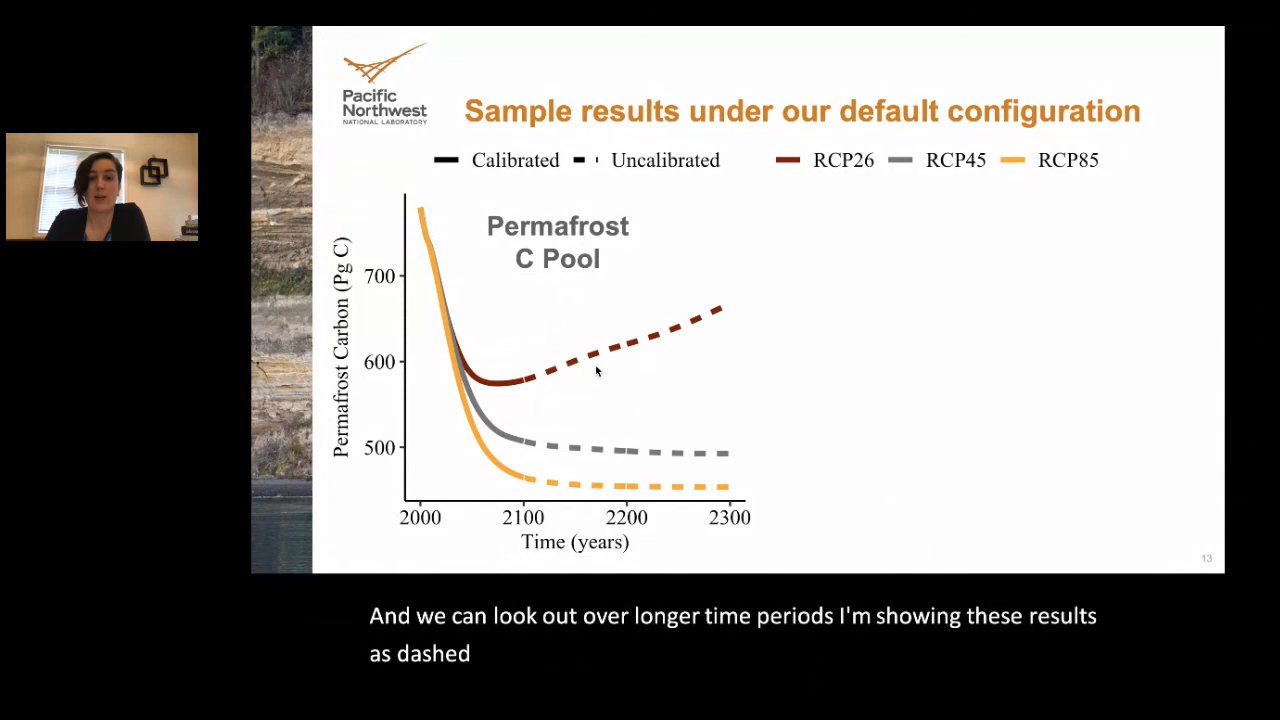 Pacific
Northwest
NATIONAL LABORATORY
Sample results under our default configuration
Calibrated Uncalibrated RCP26 RCP45 RCP85
Permafrost
C Pool
Permafrost Carbon (Pg C)
700
600
500
2000 2100 2200 2300
Time (years)
13
And we can look out over longer time periods I'm showing these results
as dashed